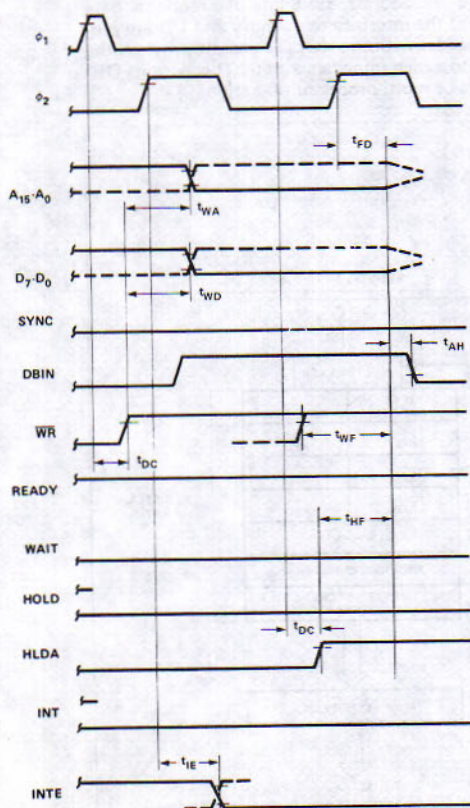 ϕ1
ϕ2
tFD
A15-A0
tWA
D7-D0
tWD
SYNC
tAH
DBIN
WR
tWF
tDC
READY
tHF
WAIT
HOLD
tDC
HLDA
INT
tIE
INTE